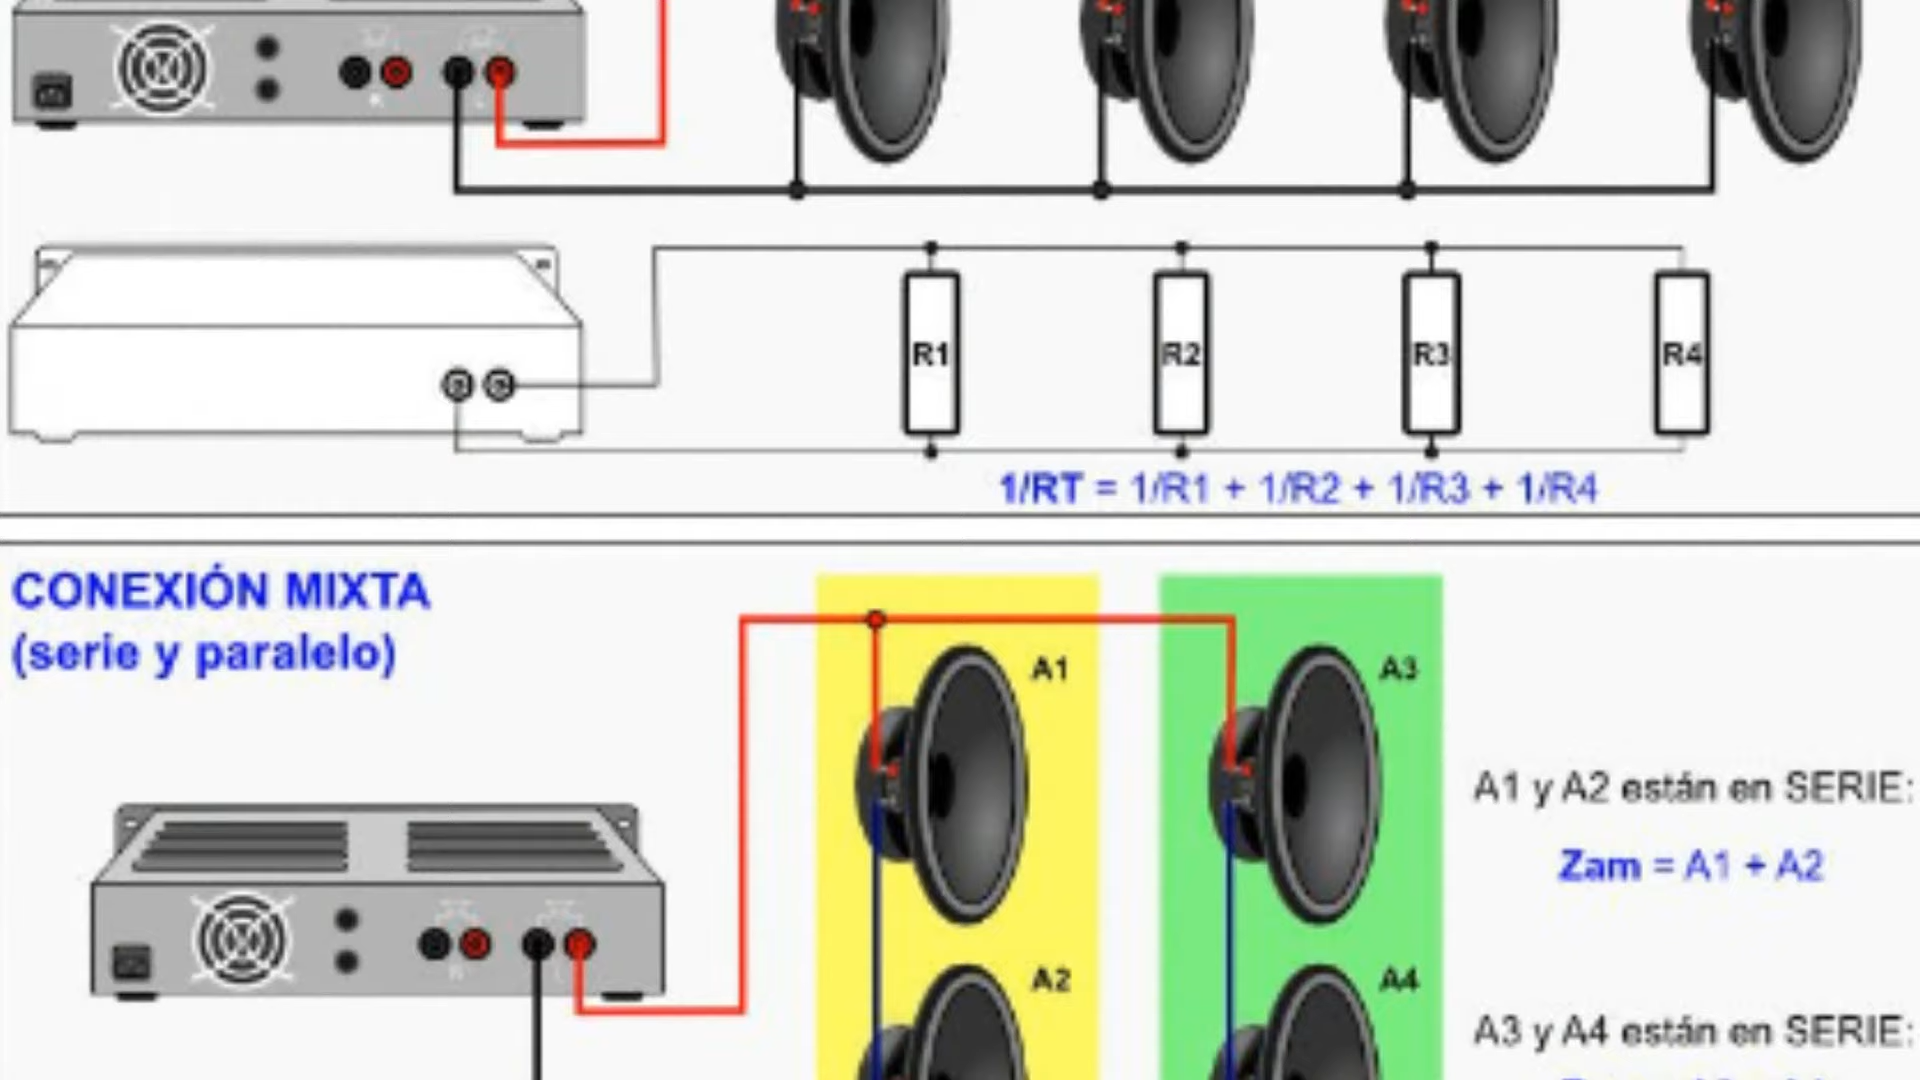 R
L
R1
R2
R3
R4
1/RT = 1/R1 + 1/R2 + 1/R3 + 1/R4
CONEXIÓN MIXTA
(serie y paralelo)
A1
A3
A1 y A2 están en SERIE:
Zam = A1 + A2
A2
A4
A3 y A4 están en SERIE: